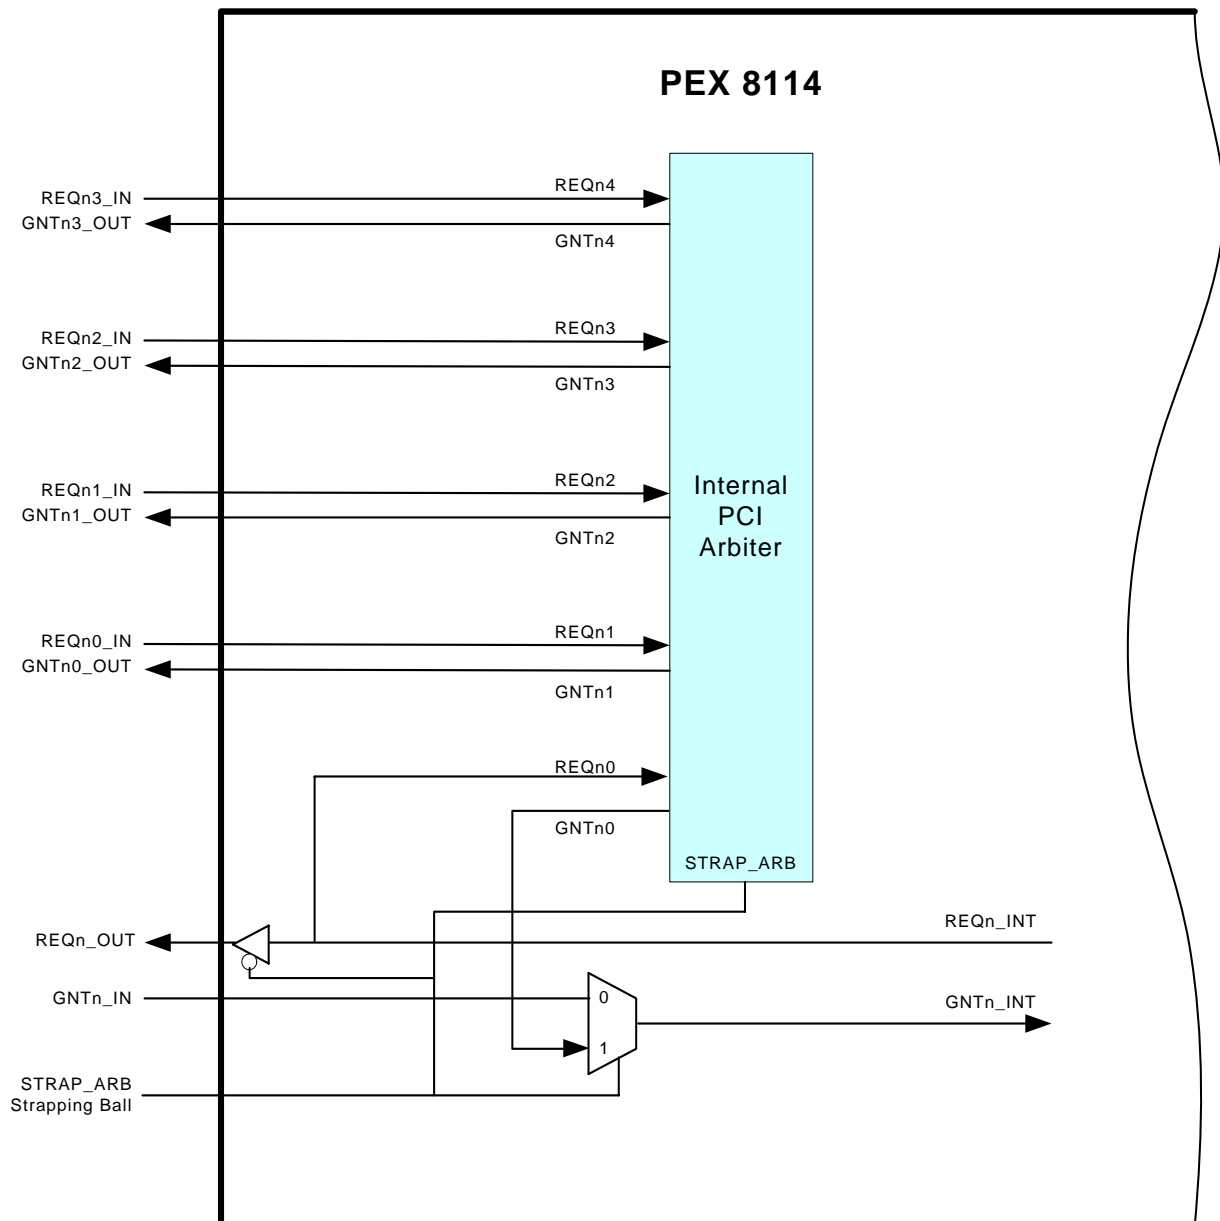 PEX 8114
REQn3_IN
REQn4
GNTn3_OUT
GNTn4
REQn2_IN
REQn3
GNTn2_OUT
GNTn3
REQn1_IN
REQn2
GNTn1_OUT
GNTn2
Internal
PCI
Arbiter
REQn0_IN
REQn1
GNTn0_OUT
GNTn1
REQn0
GNTn0
STRAP_ARB
REQn_OUT
REQn_INT
GNTn_IN
0
GNTn_INT
1
STRAP_ARB
Strapping Ball